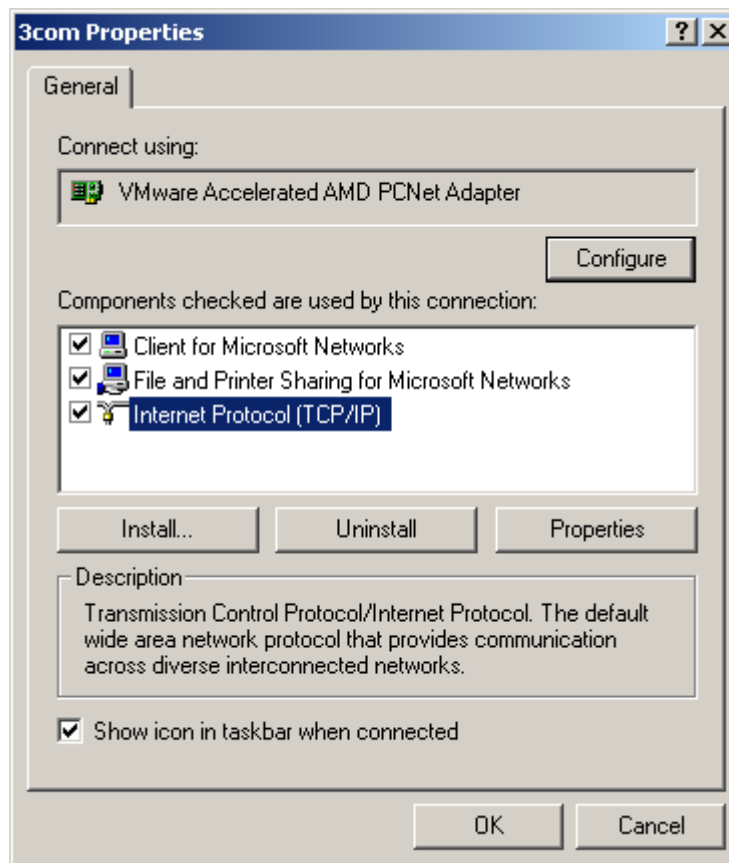 3com Properties
General
Connect using:
VMware Accelerated AMD PCNet Adapter
Configure
Components checked are used by this connection:
Client for Microsoft Networks
File and Printer Sharing for Microsoft Networks
Internet Protocol (TCP/IP)
Install...
Uninstall
Properties
Description
Transmission Control Protocol/Internet Protocol. The default
wide area network protocol that provides communication
across diverse interconnected networks.
Show icon in taskbar when connected
OK
Cancel